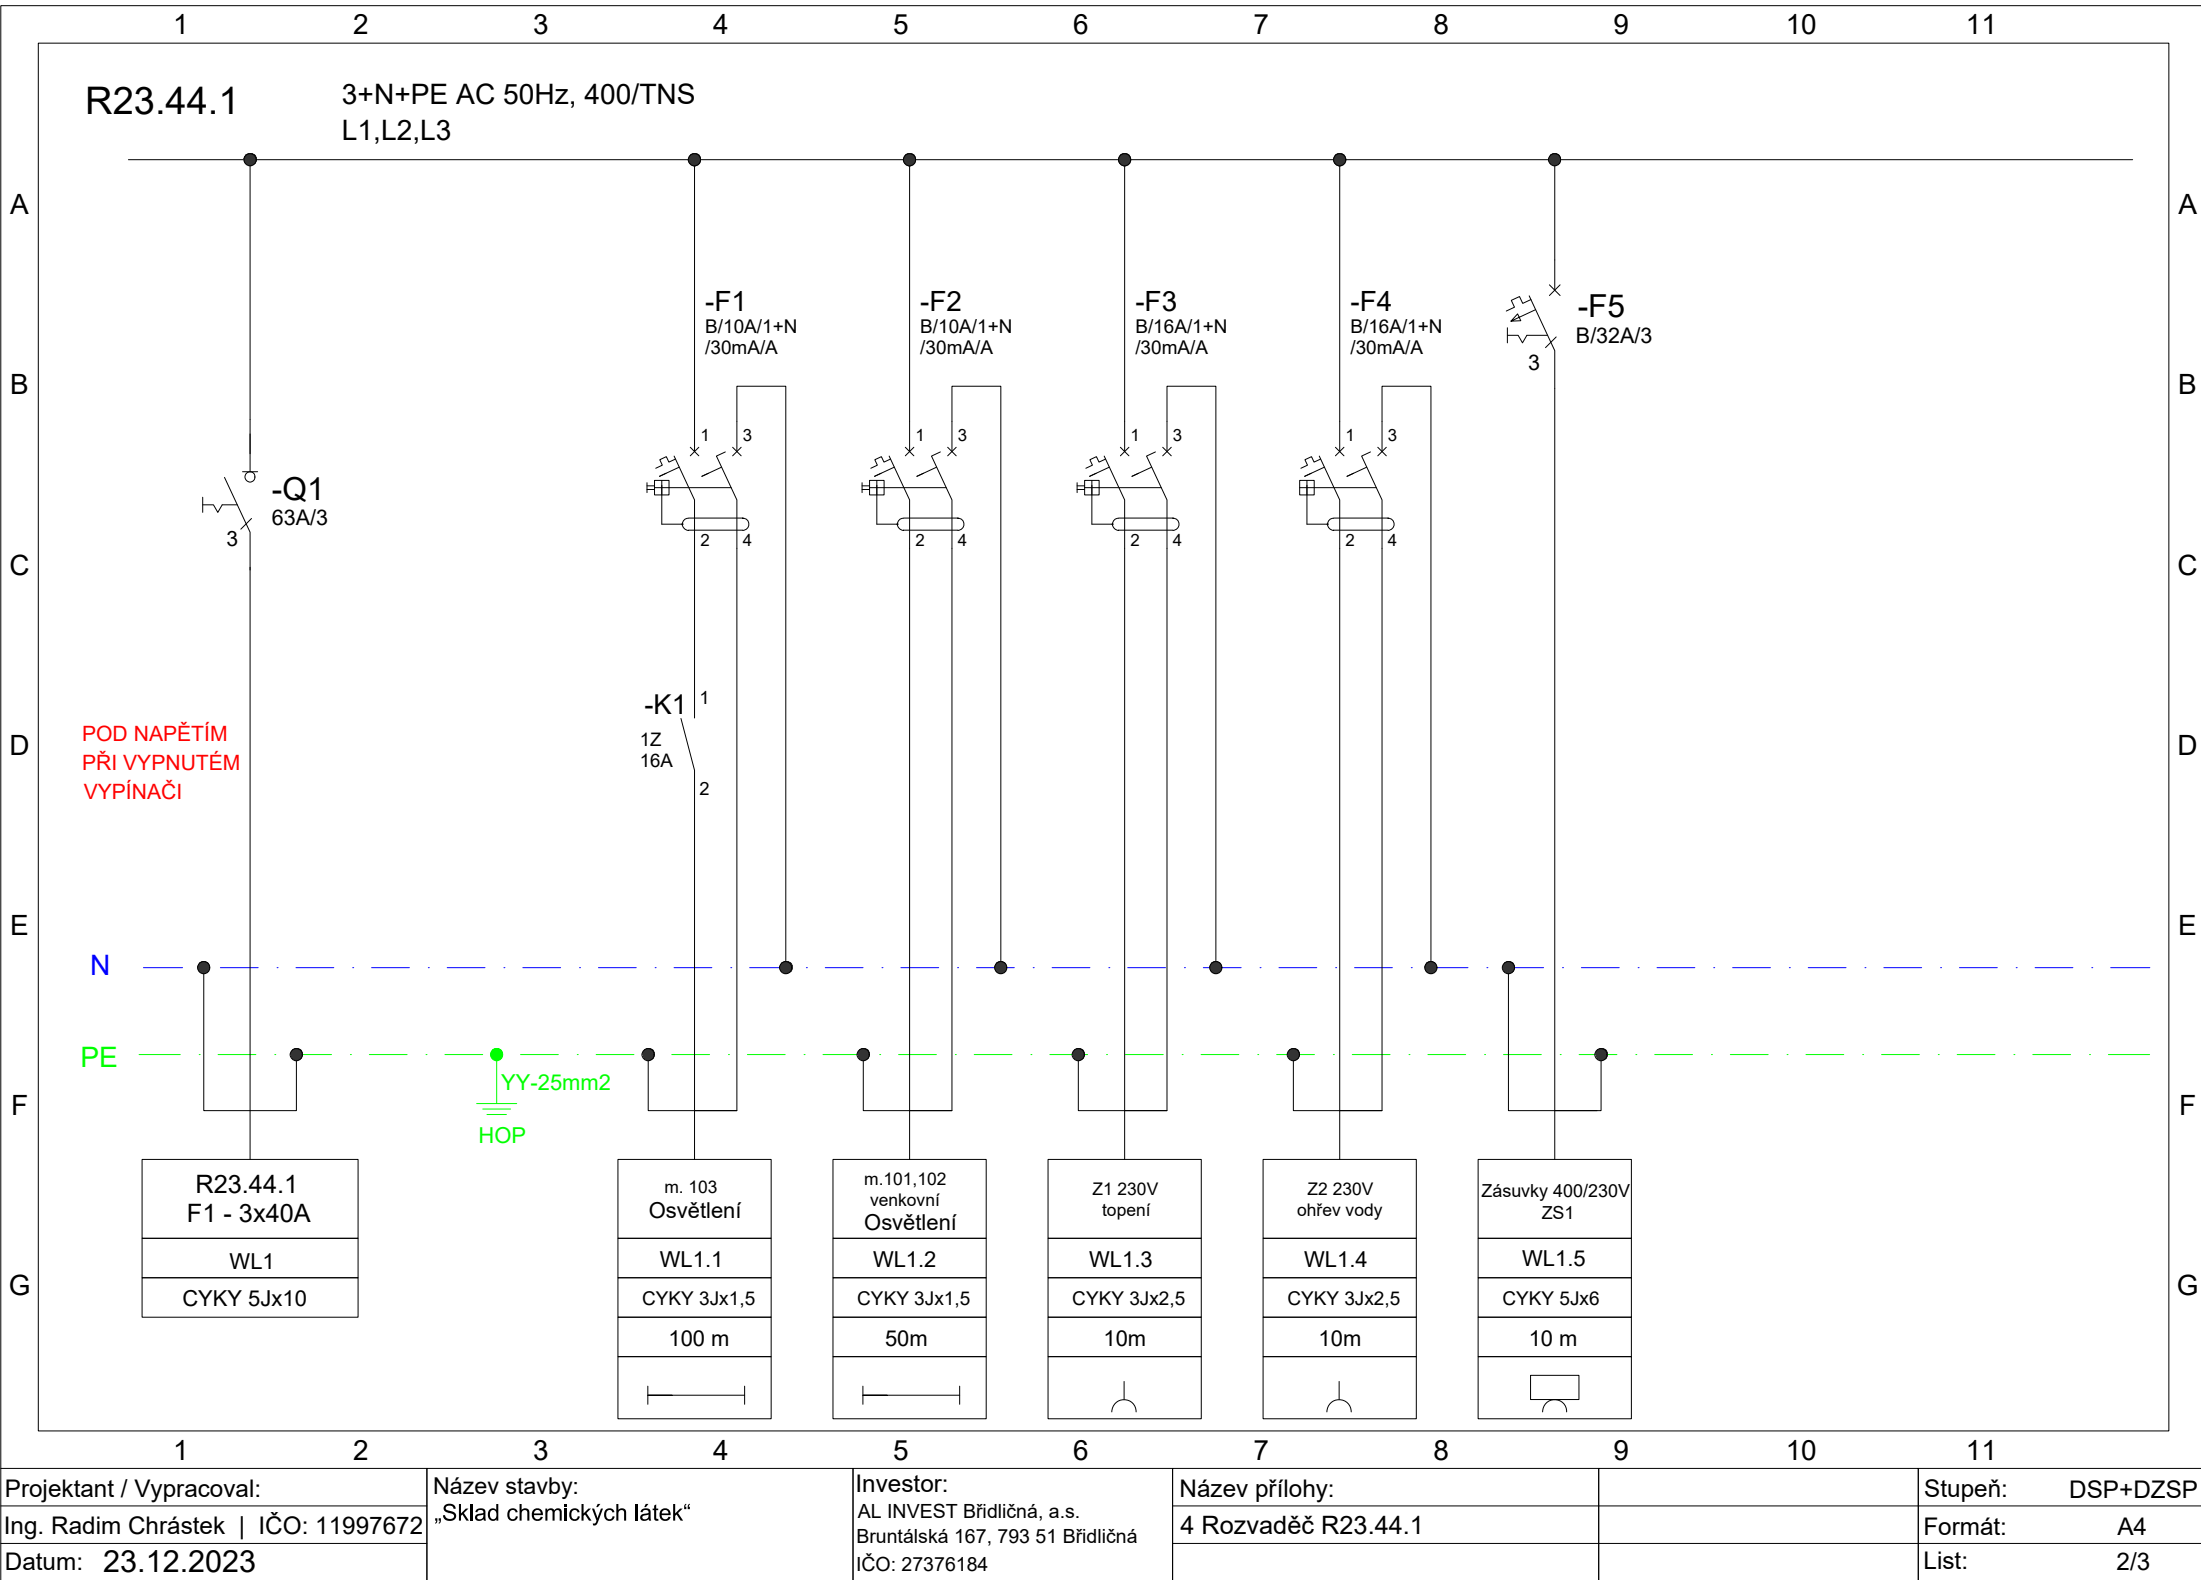 1 2 3 4 5 6 7 8 9 10 11
R23.44.1
3+N+PE AC 50Hz, 400/TNS
L1,L2,L3
A A
-F1
B/10A/1+N
/30mA/A
-F2
B/10A/1+N
/30mA/A
-F3
B/16A/1+N
/30mA/A
-F4
B/16A/1+N
/30mA/A
-F5
B/32A/3
3
B B
1 3
1 3
1 3
1 3
-Q1
63A/3
3
2 4
2 4
2 4
2 4
C C
-K1
1
1Z
16A
2
POD NAPĚTÍM
PŘI VYPNUTÉM
VYPÍNAČI
D D
E E
N
PE
YY-25mm2
HOP
F F
R23.44.1
F1 - 3x40A
WL1
CYKY 5Jx10
m. 103
Osvětlení
WL1.1
CYKY 3Jx1,5
100 m
m.101,102
venkovní
Osvětlení
WL1.2
CYKY 3Jx1,5
50m
Z1 230V
topení
WL1.3
CYKY 3Jx2,5
10m
Z2 230V
ohřev vody
WL1.4
CYKY 3Jx2,5
10m
Zásuvky 400/230V
ZS1
WL1.5
CYKY 5Jx6
10 m
G G
1 2 3 4 5 6 7 8 9 10 11
Projektant / Vypracoval:
Ing. Radim Chrástek | IČO: 11997672
Datum: 23.12.2023
Název stavby:
„Sklad chemických látek“
Investor:
AL INVEST Břidličná, a.s.
Bruntálská 167, 793 51 Břidličná
IČO: 27376184
Název přílohy:
4 Rozvaděč R23.44.1
Stupeň: DSP+DZSP
Formát: A4
List: 2/3